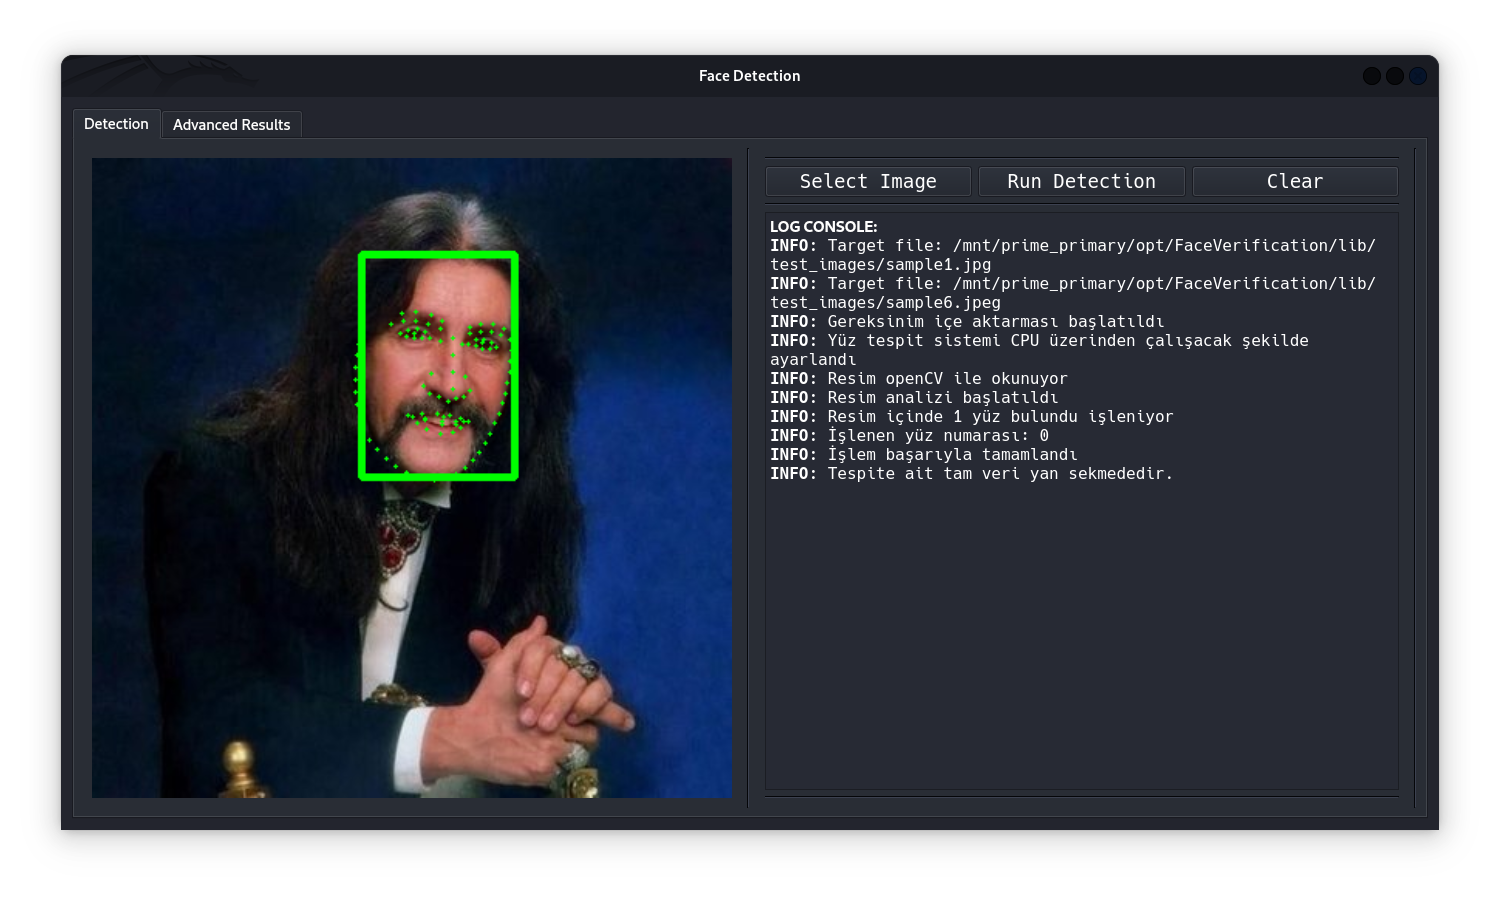 Face Detection
Detection
Advanced Results
Select Image
Run Detection
Clear
LOG CONSOLE:
INFO: Target file: /mnt/prime_primary/opt/FaceVerification/lib/
test_images/sample1.jpg
INFO: Target file: /mnt/prime_primary/opt/FaceVerification/lib/
test_images/sample6.jpeg
INFO: Gereksinim içe aktarması başlatıldı
INFO: Yüz tespit sistemi CPU üzerinden çalışacak şekilde
ayarlandı
INFO: Resim openCV ile okunuyor
INFO: Resim analizi başlatıldı
INFO: Resim içinde 1 yüz bulundu işleniyor
INFO: İşlenen yüz numarası: 0
INFO: İşlem başarıyla tamamlandı
INFO: Tespite ait tam veri yan sekmededir.